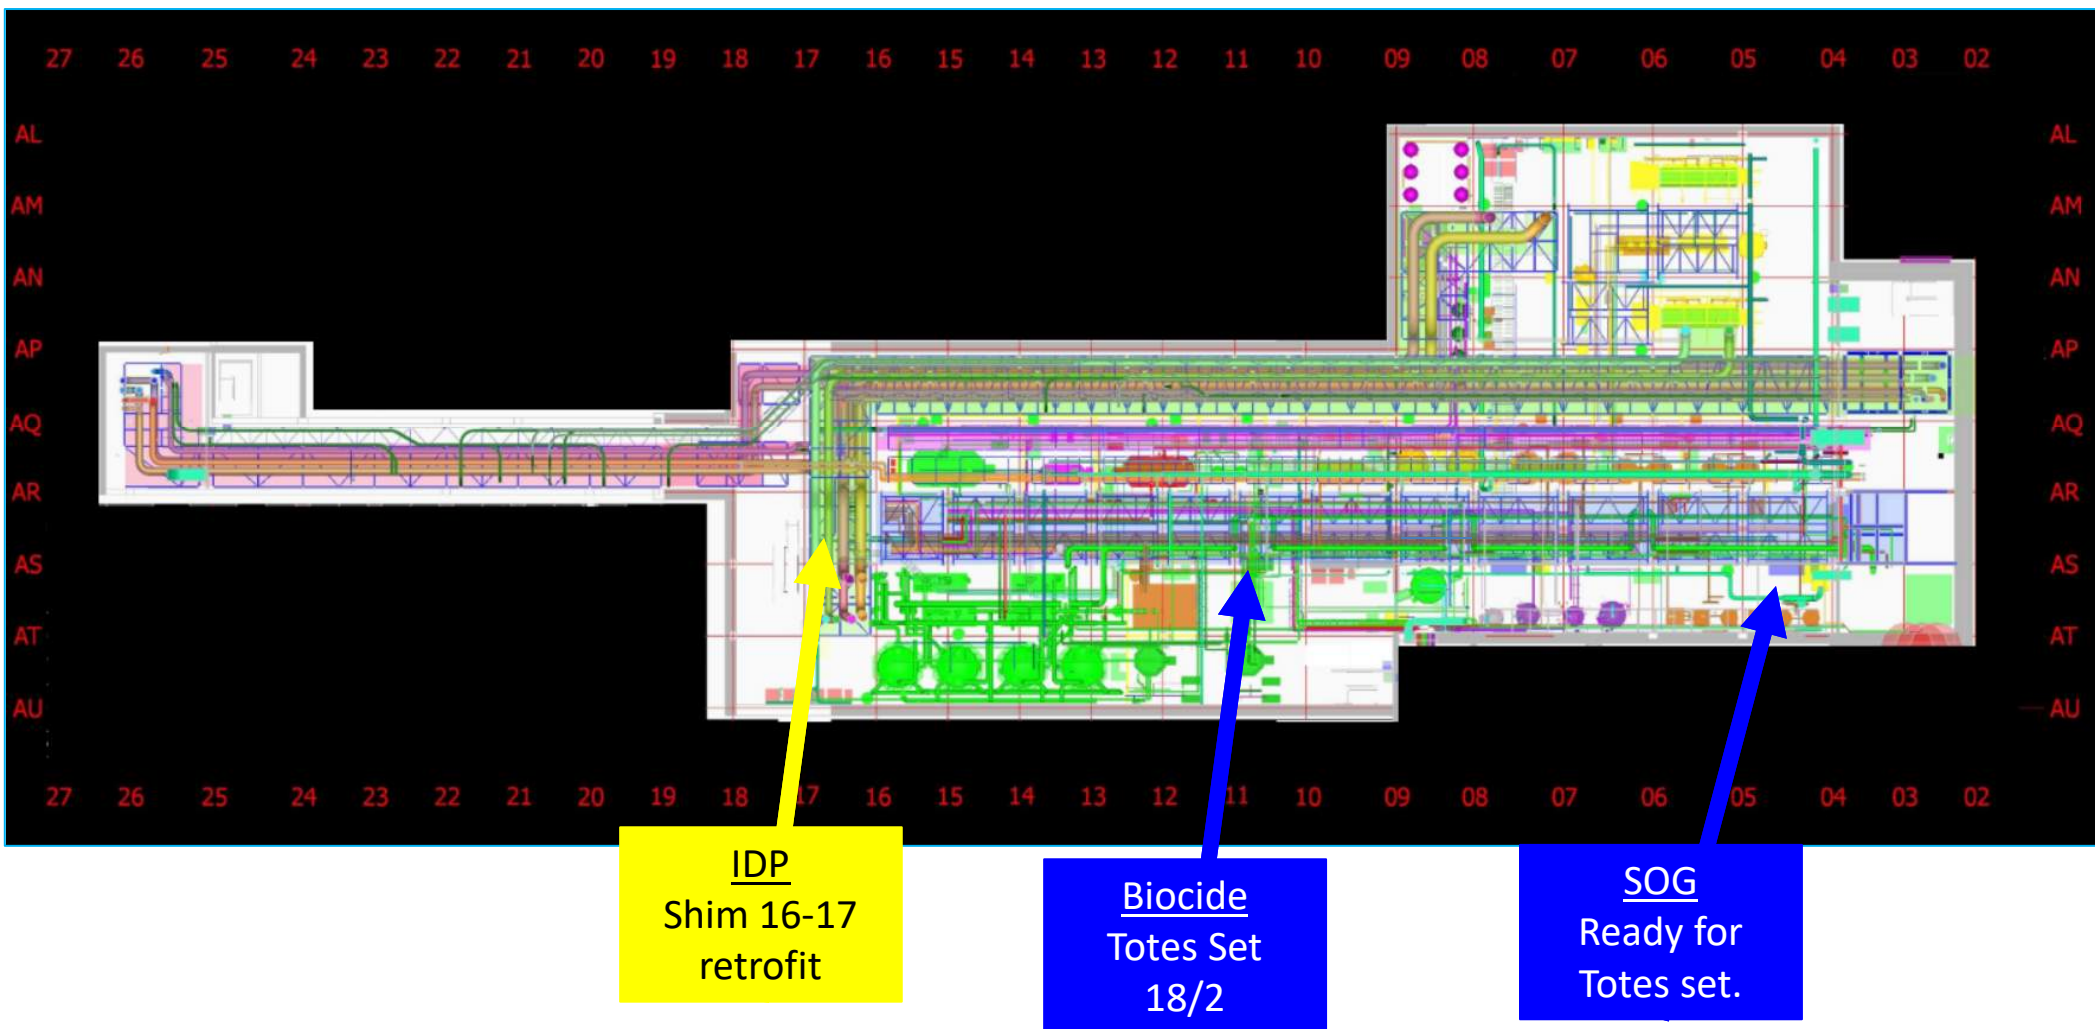 27 26 25 24 23 22 21 20 19 18 17 16 15 14 13 12 11 10 09 08 07 06 05 04 03 02
AL AL
AM AM
AN AN
AP AP
AQ AQ
AR AR
AS AS
AT AT
AU AU
27 26 25 24 23 22 21 20 19 18 17 16 15 14 13 12 11 10 09 08 07 06 05 04 03 02
IDP
Shim 16-17
retrofit
Biocide
Totes Set
18/2
SOG
Ready for
Totes set.